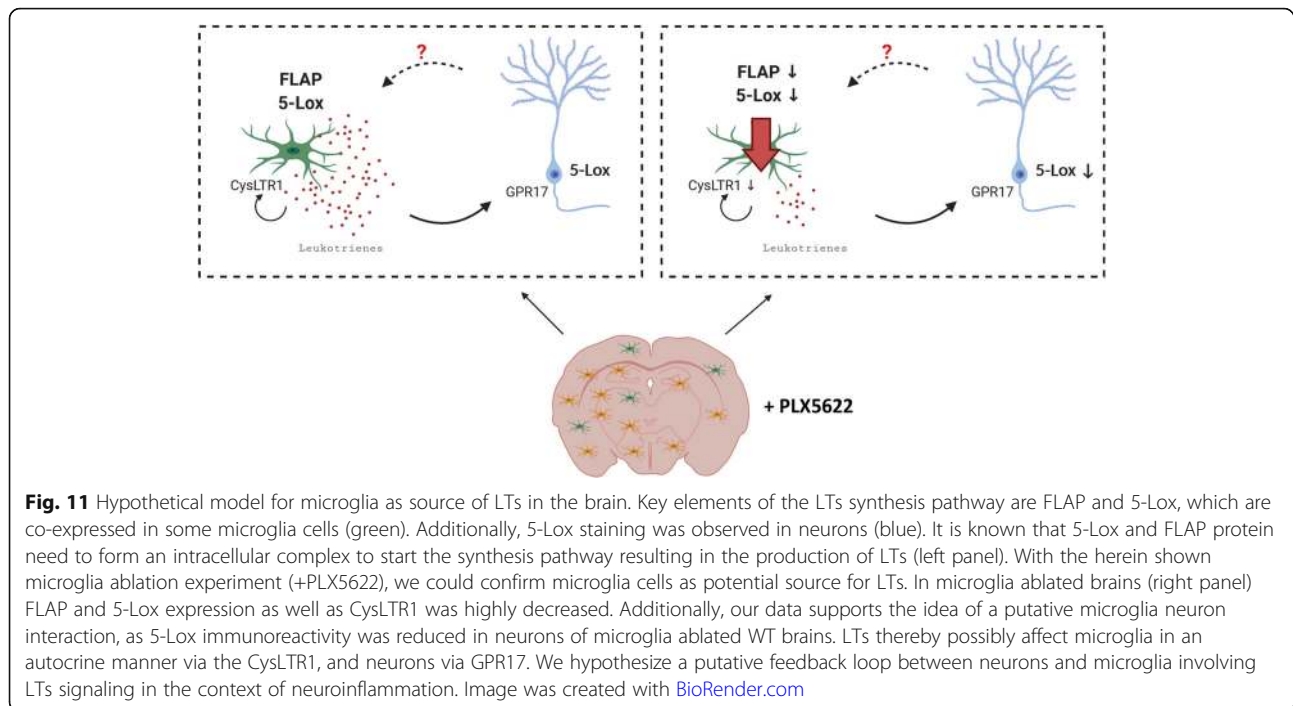 ?
FLAP
5-Lox
CysLTR1
Leukotrienes
GPR17
5-Lox
?
FLAP ↓
5-Lox ↓
CysLTR1 ↓
Leukotrienes
GPR17
5-Lox ↓
+ PLX5622
Fig. 11 Hypothetical model for microglia as source of LTs in the brain. Key elements of the LTs synthesis pathway are FLAP and 5-Lox, which are
co-expressed in some microglia cells (green). Additionally, 5-Lox staining was observed in neurons (blue). It is known that 5-Lox and FLAP protein
need to form an intracellular complex to start the synthesis pathway resulting in the production of LTs (left panel). With the herein shown
microglia ablation experiment (+PLX5622), we could confirm microglia cells as potential source for LTs. In microglia ablated brains (right panel)
FLAP and 5-Lox expression as well as CysLTR1 was highly decreased. Additionally, our data supports the idea of a putative microglia neuron
interaction, as 5-Lox immunoreactivity was reduced in neurons of microglia ablated WT brains. LTs thereby possibly affect microglia in an
autocrine manner via the CysLTR1, and neurons via GPR17. We hypothesize a putative feedback loop between neurons and microglia involving
LTs signaling in the context of neuroinflammation. Image was created with BioRender.com